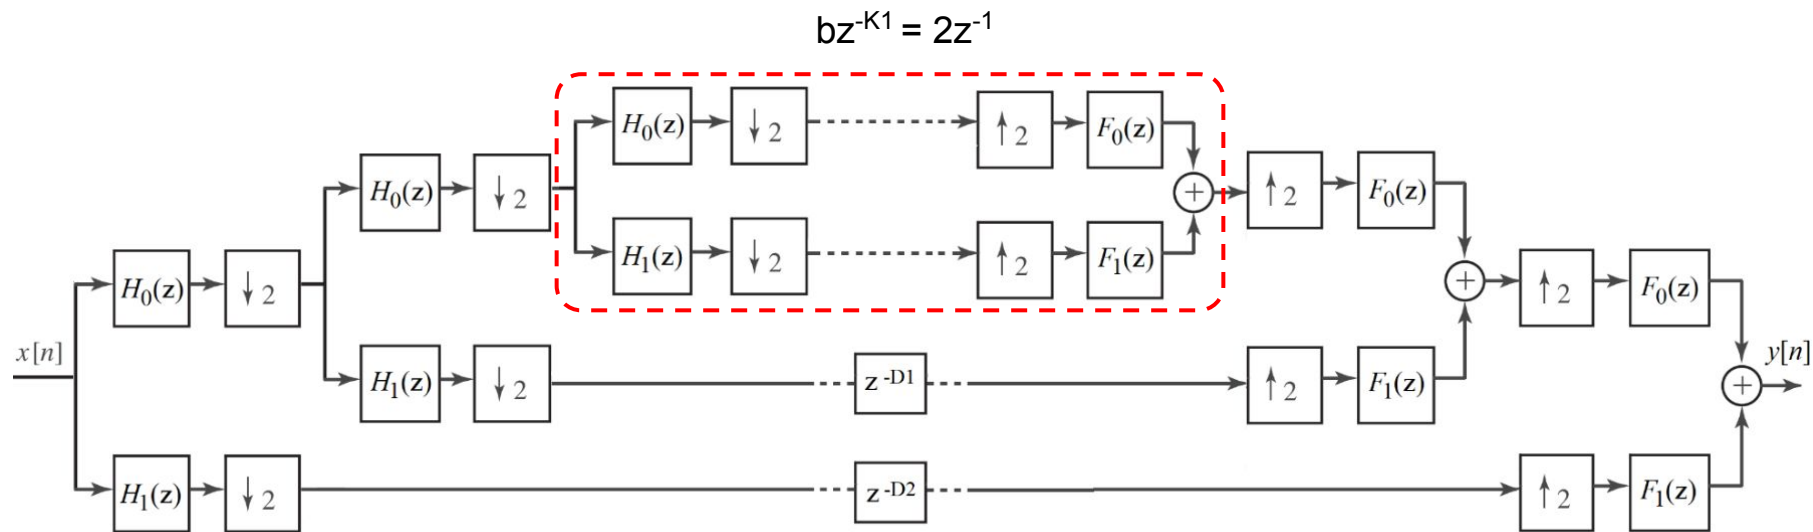 bz-K1 = 2z-1
H0(z) ↓2 ↑2 F0(z)
H0(z) ↓2 + ↑2 F0(z)
H1(z) ↓2 ↑2 F1(z)
H0(z) ↓2 + ↑2 F0(z)
x[n] y[n]
H1(z) ↓2 z-D1 ↑2 F1(z) +
H1(z) ↓2 z-D2 ↑2 F1(z)